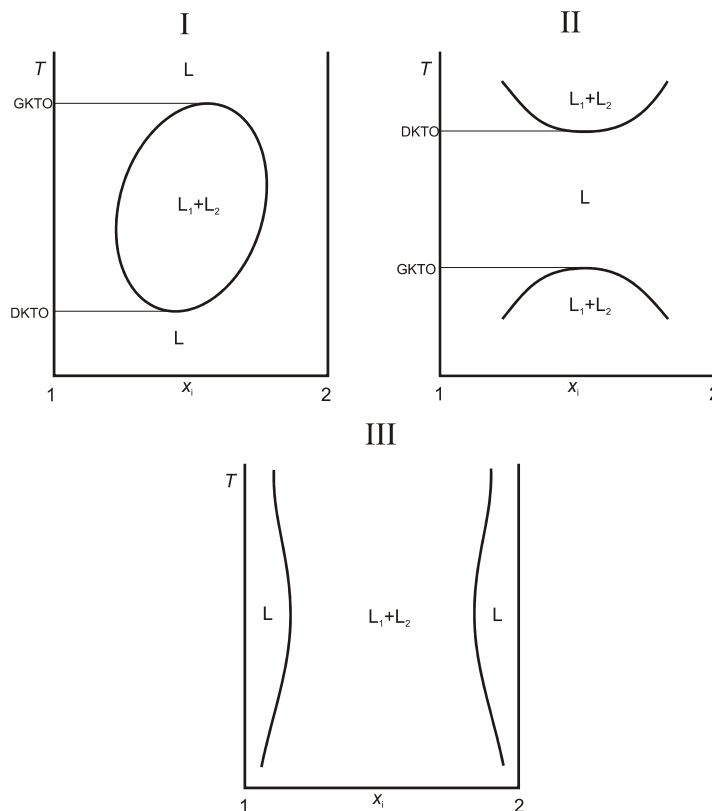 I
T
L
GKTO
L₁+L₂
DKTO
L
1
xᵢ
2
II
T
L₁+L₂
DKTO
L
GKTO
L₁+L₂
1
xᵢ
2
III
T
L
L₁+L₂
L
1
xᵢ
2